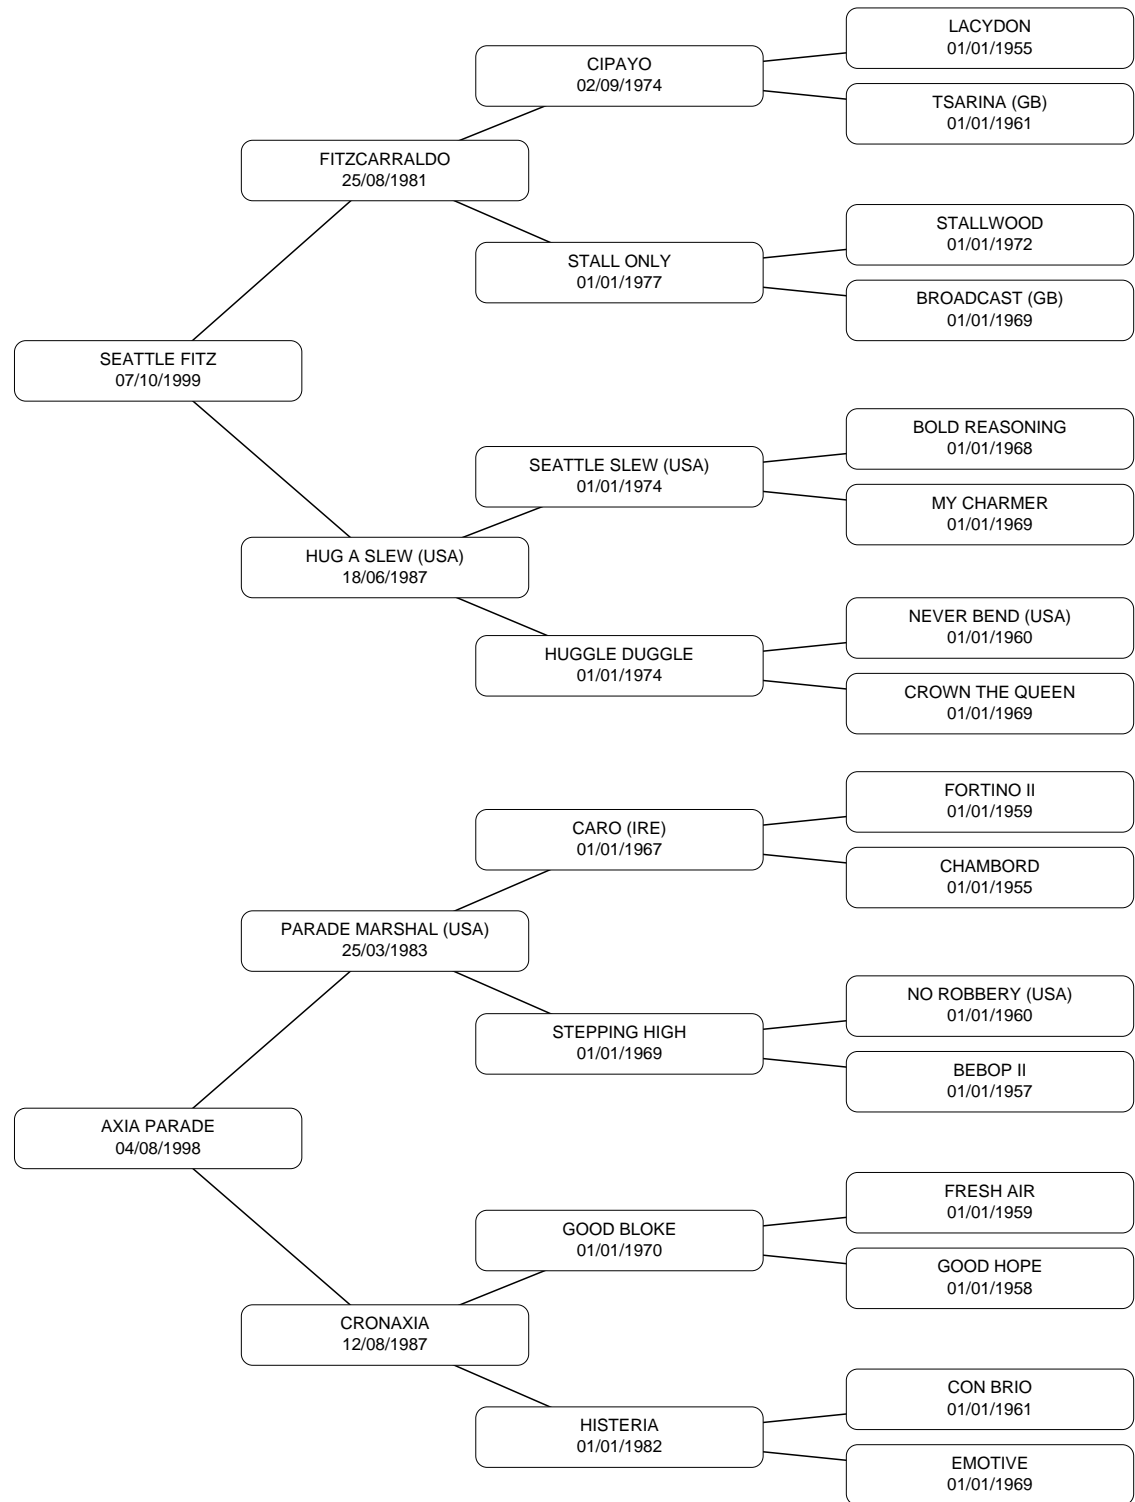 LACYDON
01/01/1955
CIPAYO
02/09/1974
TSARINA (GB)
01/01/1961
FITZCARRALDO
25/08/1981
STALLWOOD
01/01/1972
STALL ONLY
01/01/1977
BROADCAST (GB)
01/01/1969
SEATTLE FITZ
07/10/1999
BOLD REASONING
01/01/1968
SEATTLE SLEW (USA)
01/01/1974
MY CHARMER
01/01/1969
HUG A SLEW (USA)
18/06/1987
NEVER BEND (USA)
01/01/1960
HUGGLE DUGGLE
01/01/1974
CROWN THE QUEEN
01/01/1969
FORTINO II
01/01/1959
CARO (IRE)
01/01/1967
CHAMBORD
01/01/1955
PARADE MARSHAL (USA)
25/03/1983
NO ROBBERY (USA)
01/01/1960
STEPPING HIGH
01/01/1969
BEBOP II
01/01/1957
AXIA PARADE
04/08/1998
FRESH AIR
01/01/1959
GOOD BLOKE
01/01/1970
GOOD HOPE
01/01/1958
CRONAXIA
12/08/1987
CON BRIO
01/01/1961
HISTERIA
01/01/1982
EMOTIVE
01/01/1969